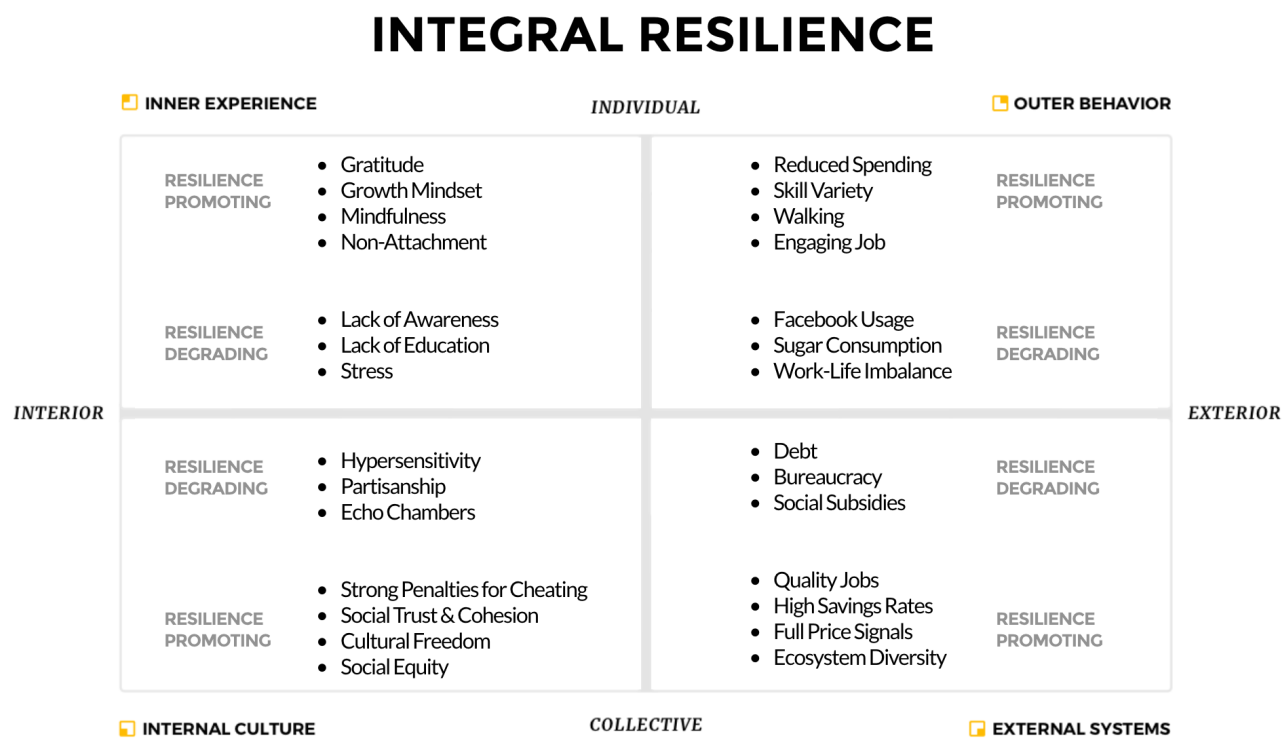 INTEGRAL RESILIENCE
INNER EXPERIENCE
INDIVIDUAL
OUTER BEHAVIOR
RESILIENCE
PROMOTING
• Gratitude
• Growth Mindset
• Mindfulness
• Non-Attachment
• Reduced Spending
• Skill Variety
• Walking
• Engaging Job
RESILIENCE
PROMOTING
RESILIENCE
DEGRADING
• Lack of Awareness
• Lack of Education
• Stress
• Facebook Usage
• Sugar Consumption
• Work-Life Imbalance
RESILIENCE
DEGRADING
INTERIOR
EXTERIOR
RESILIENCE
DEGRADING
• Hypersensitivity
• Partisanship
• Echo Chambers
• Debt
• Bureaucracy
• Social Subsidies
RESILIENCE
DEGRADING
RESILIENCE
PROMOTING
• Strong Penalties for Cheating
• Social Trust & Cohesion
• Cultural Freedom
• Social Equity
• Quality Jobs
• High Savings Rates
• Full Price Signals
• Ecosystem Diversity
RESILIENCE
PROMOTING
INTERNAL CULTURE
COLLECTIVE
EXTERNAL SYSTEMS